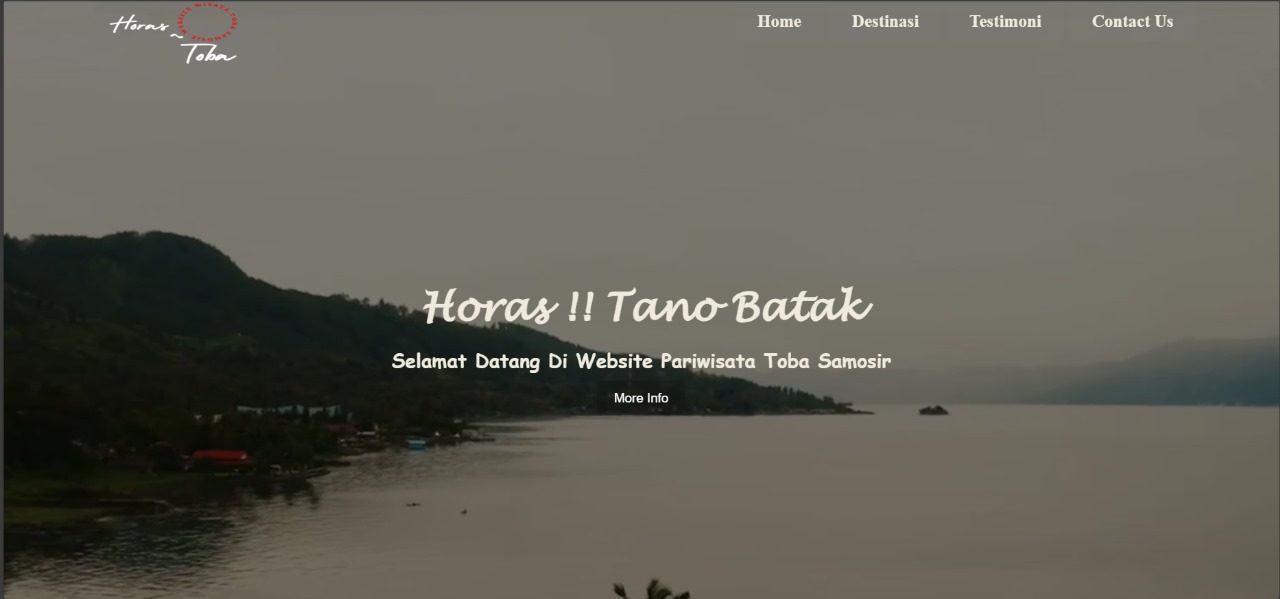 Horas ~ Toba
Home
Destinasi
Testimoni
Contact Us
Horas !! Tano Batak
Selamat Datang Di Website Pariwisata Toba Samosir
More Info